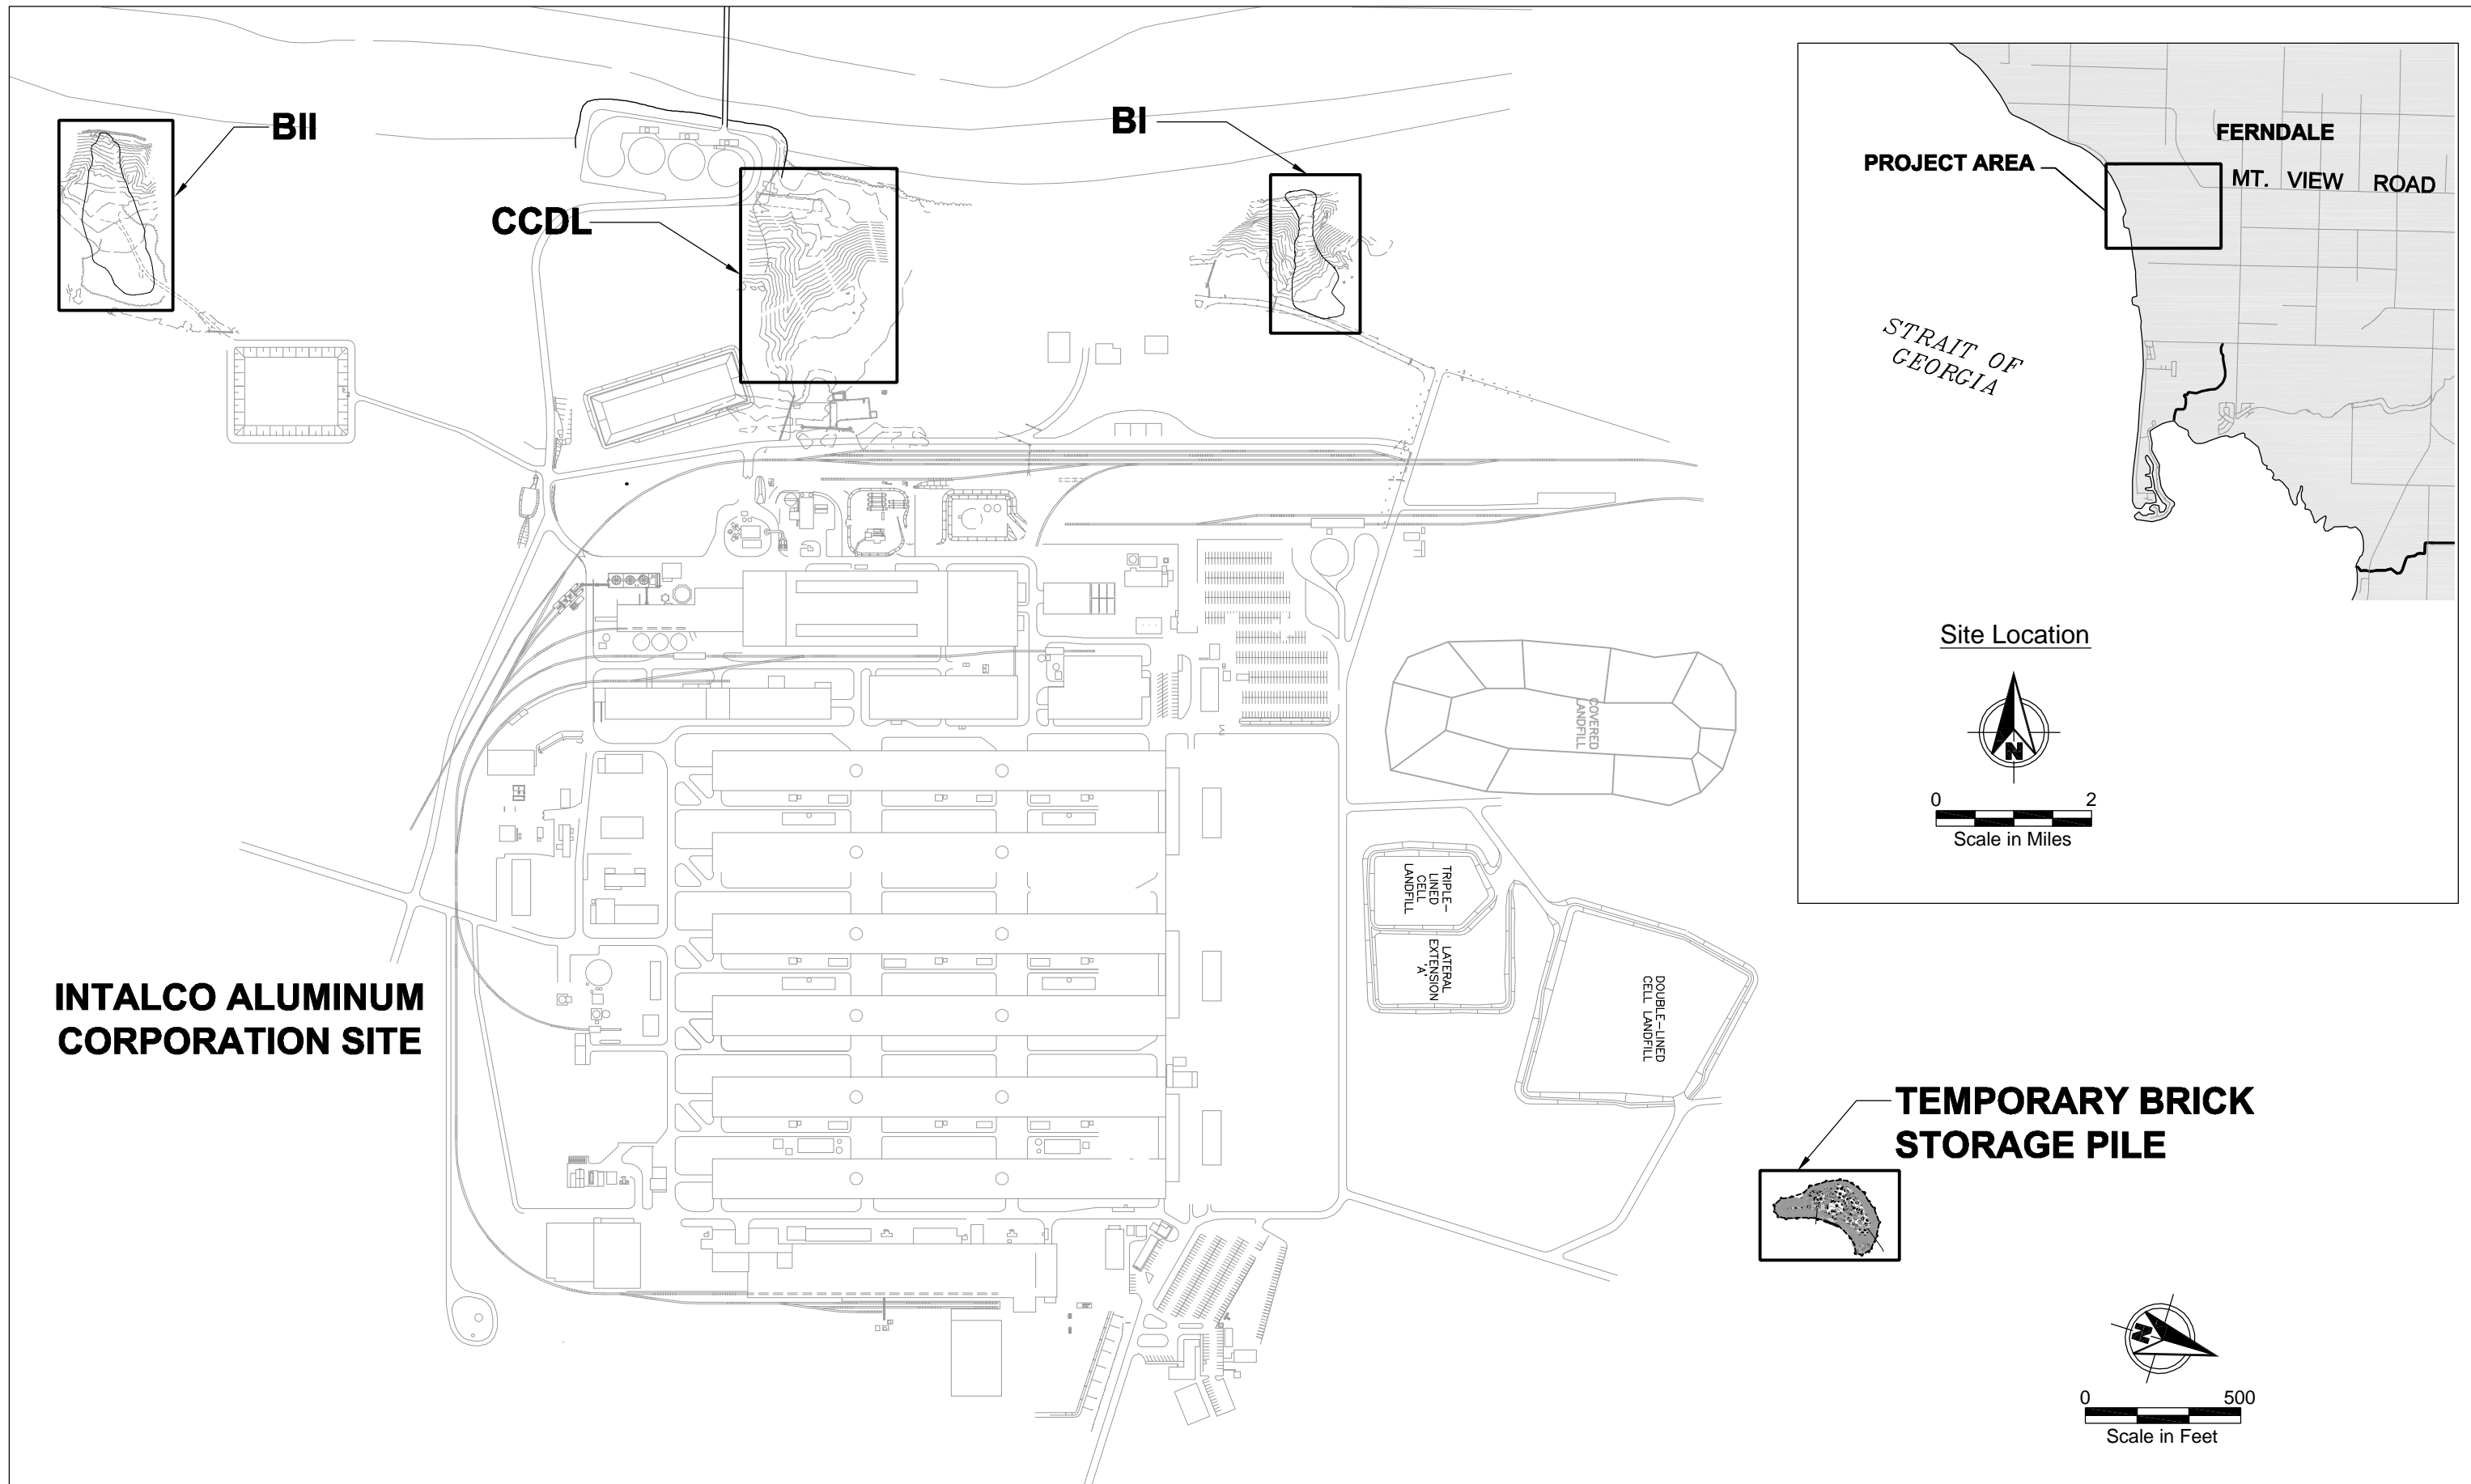 BII
CCDL
BI
FERNDALE
PROJECT AREA
MT. VIEW ROAD
STRAIT OF
GEORGIA
Site Location
N
0 2
Scale in Miles
COVERED
LANDFILL
TRIPLE-
LINED
CELL
LANDFILL
LATERAL
EXTENSION
'A'
DOUBLE-LINED
CELL LANDFILL
INTALCO ALUMINUM
CORPORATION SITE
TEMPORARY BRICK
STORAGE PILE
N
0 500
Scale in Feet